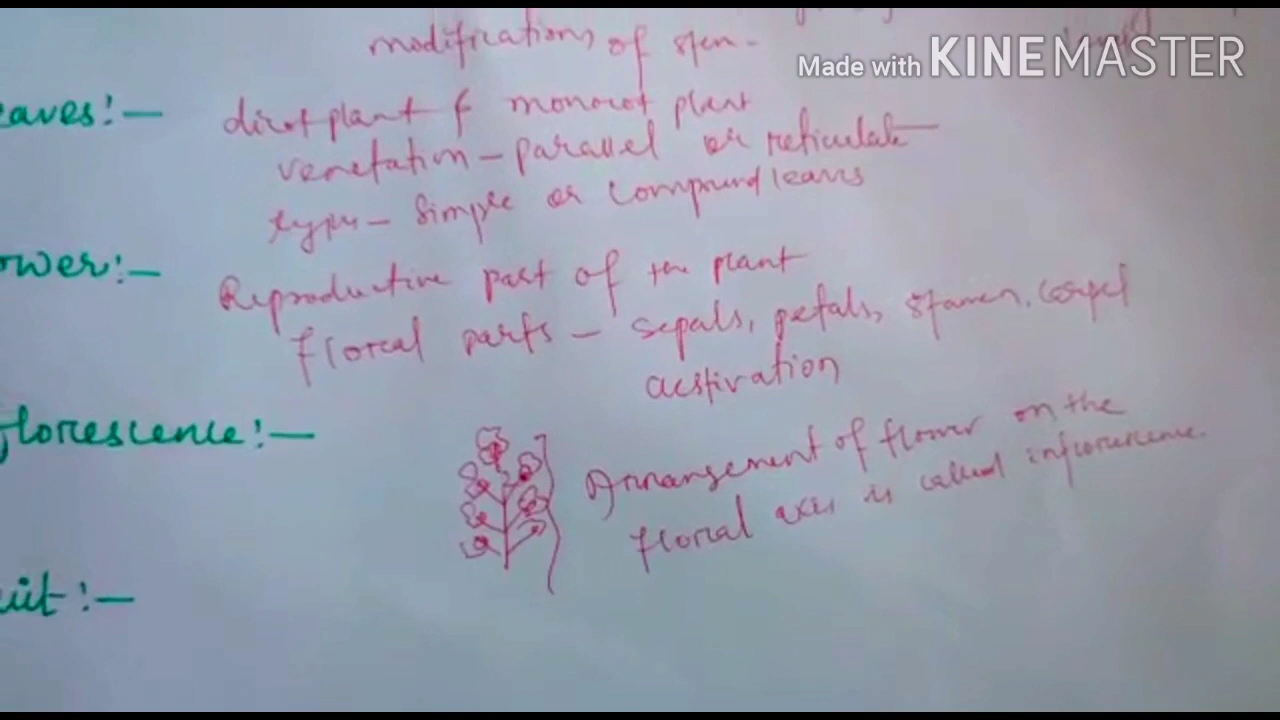 modifications of stem -
Made with KINEMASTER
eaves:- dicot plant & monocot plant
venetation - parallel or reticulate
type - Simple or compound leaves
ower:- Reproductive part of the plant
floral parts - sepals, petals, stamen, carpel
aestivation
florescence:- Arrangement of flower on the
florial axis is called inflorescence.
uit:-